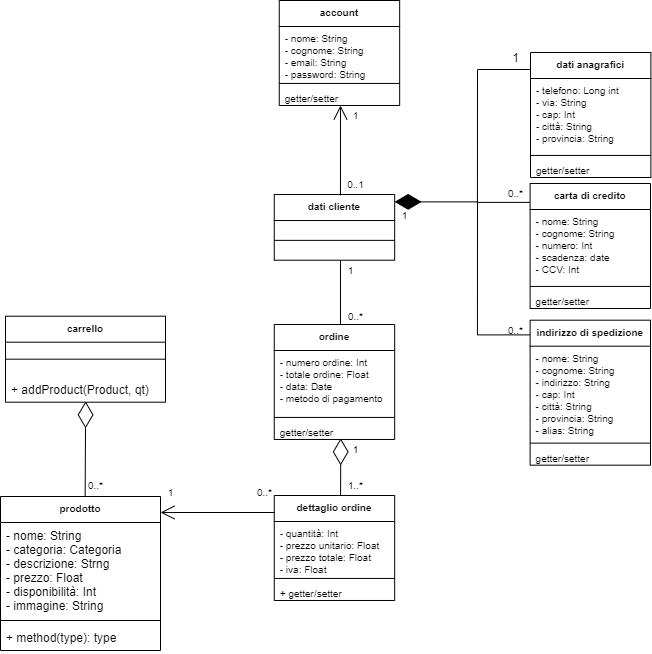 account
- nome: String
- cognome: String
- email: String
- password: String
getter/setter
1
0..1
dati cliente
1
1
dati anagrafici
- telefono: Long int
- via: String
- cap: Int
- città: String
- provincia: String
getter/setter
0..*
carta di credito
- nome: String
- cognome: String
- numero: Int
- scadenza: date
- CCV: Int
getter/setter
0..*
indirizzo di spedizione
- nome: String
- cognome: String
- indirizzo: String
- cap: Int
- città: String
- provincia: String
- alias: String
getter/setter
1
0..*
ordine
- numero ordine: Int
- totale ordine: Float
- data: Date
- metodo di pagamento
getter/setter
1
1..*
carrello
+ addProduct(Product, qt)
0..*
prodotto
- nome: String
- categoria: Categoria
- descrizione: Strng
- prezzo: Float
- disponibilità: Int
- immagine: String
+ method(type): type
1
0..*
dettaglio ordine
- quantità: Int
- prezzo unitario: Float
- prezzo totale: Float
- iva: Float
+ getter/setter